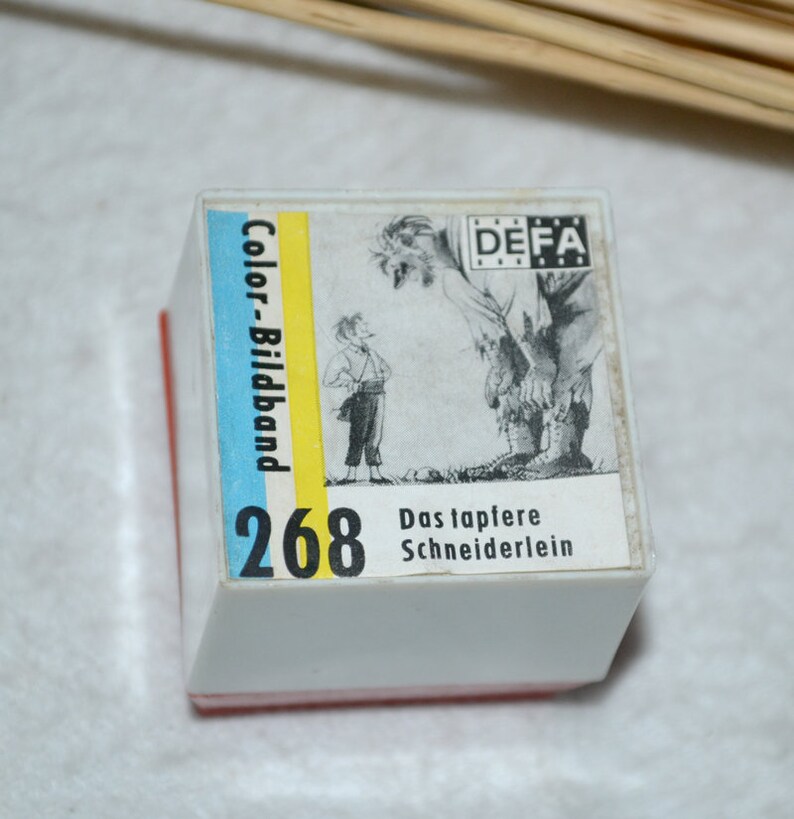 DEFA
Color-Bildband
268
Das tapfere
Schneiderlein